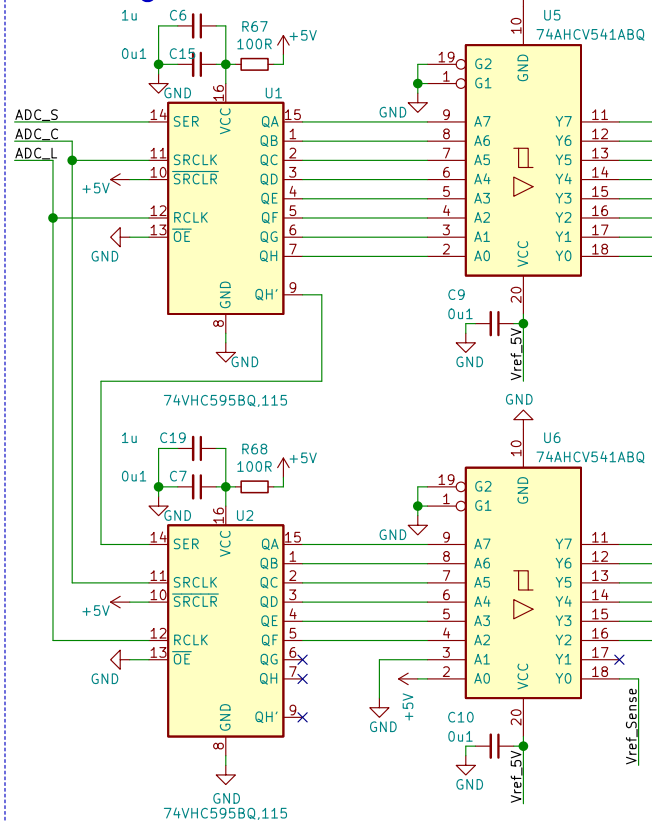 1u C6
0u1 C15
R67
100R
+5V
GND
16
U1
ADC_S
ADC_C
ADC_L
14 SER VCC QA 15
QB 1
11 SRCLK QC 2
+5V 10 SRCLR QD 3
QE 4
12 RCLK QF 5
13 OE QG 6
GND QH 7
GND QH' 9
8
GND
74VHC595BQ,115
10
U5
74AHCV541ABQ
GND
19 G2
1 G1
GND
9 A7 Y7 11
8 A6 Y6 12
7 A5 Y5 13
6 A4 Y4 14
5 A3 Y3 15
4 A2 Y2 16
3 A1 Y1 17
2 A0 Y0 18
VCC
20
C9
0u1
GND
Vref_5V
1u C19
0u1 C7
R68
100R
+5V
GND
16
U2
14 SER VCC QA 15
QB 1
11 SRCLK QC 2
+5V 10 SRCLR QD 3
QE 4
12 RCLK QF 5
13 OE QG 6
GND QH 7
GND QH' 9
8
GND
74VHC595BQ,115
GND
10
U6
74AHCV541ABQ
GND
19 G2
1 G1
GND
9 A7 Y7 11
8 A6 Y6 12
7 A5 Y5 13
6 A4 Y4 14
5 A3 Y3 15
4 A2 Y2 16
3 A1 Y1 17
2 A0 Y0 18
VCC
+5V
GND
20
C10
0u1
GND
Vref_5V
Vref_Sense